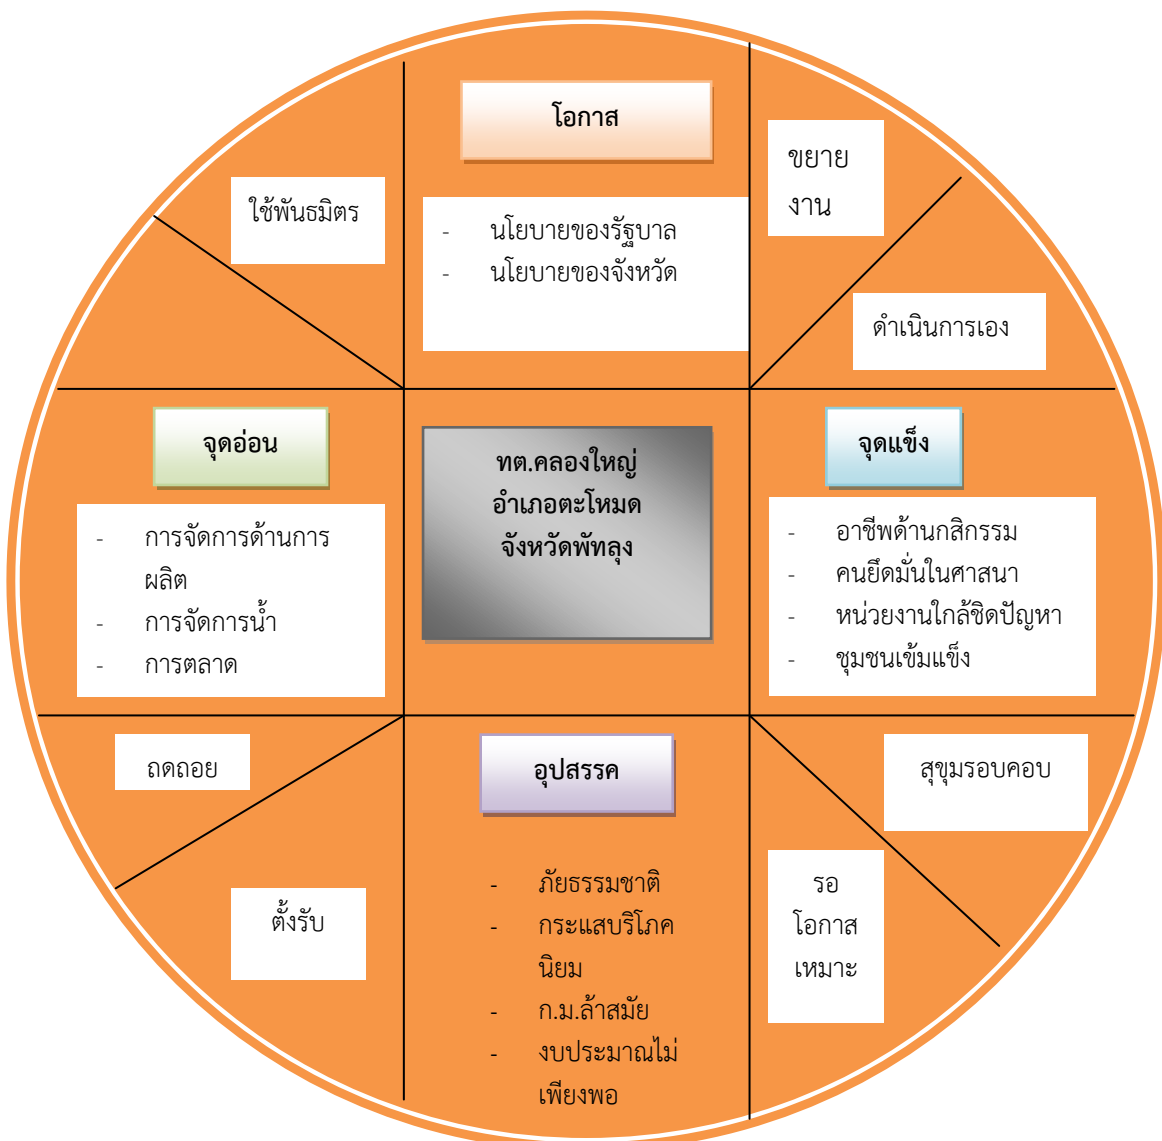 โอกาส
- นโยบายของรัฐบาล
- นโยบายของจังหวัด
ใช้พันธมิตร
ขยาย
งาน
ดำเนินการเอง
จุดอ่อน
- การจัดการด้านการ
ผลิต
- การจัดการน้ำ
- การตลาด
ทต.คลองใหญ่
อำเภอตะโหมด
จังหวัดพัทลุง
จุดแข็ง
- อาชีพด้านกสิกรรม
- คนยึดมั่นในศาสนา
- หน่วยงานใกล้ชิดปัญหา
- ชุมชนเข้มแข็ง
ถดถอย
ตั้งรับ
อุปสรรค
- ภัยธรรมชาติ
- กระแสบริโภค
นิยม
- ก.ม.ล้าสมัย
- งบประมาณไม่
เพียงพอ
สุขุมรอบคอบ
รอ
โอกาส
เหมาะ